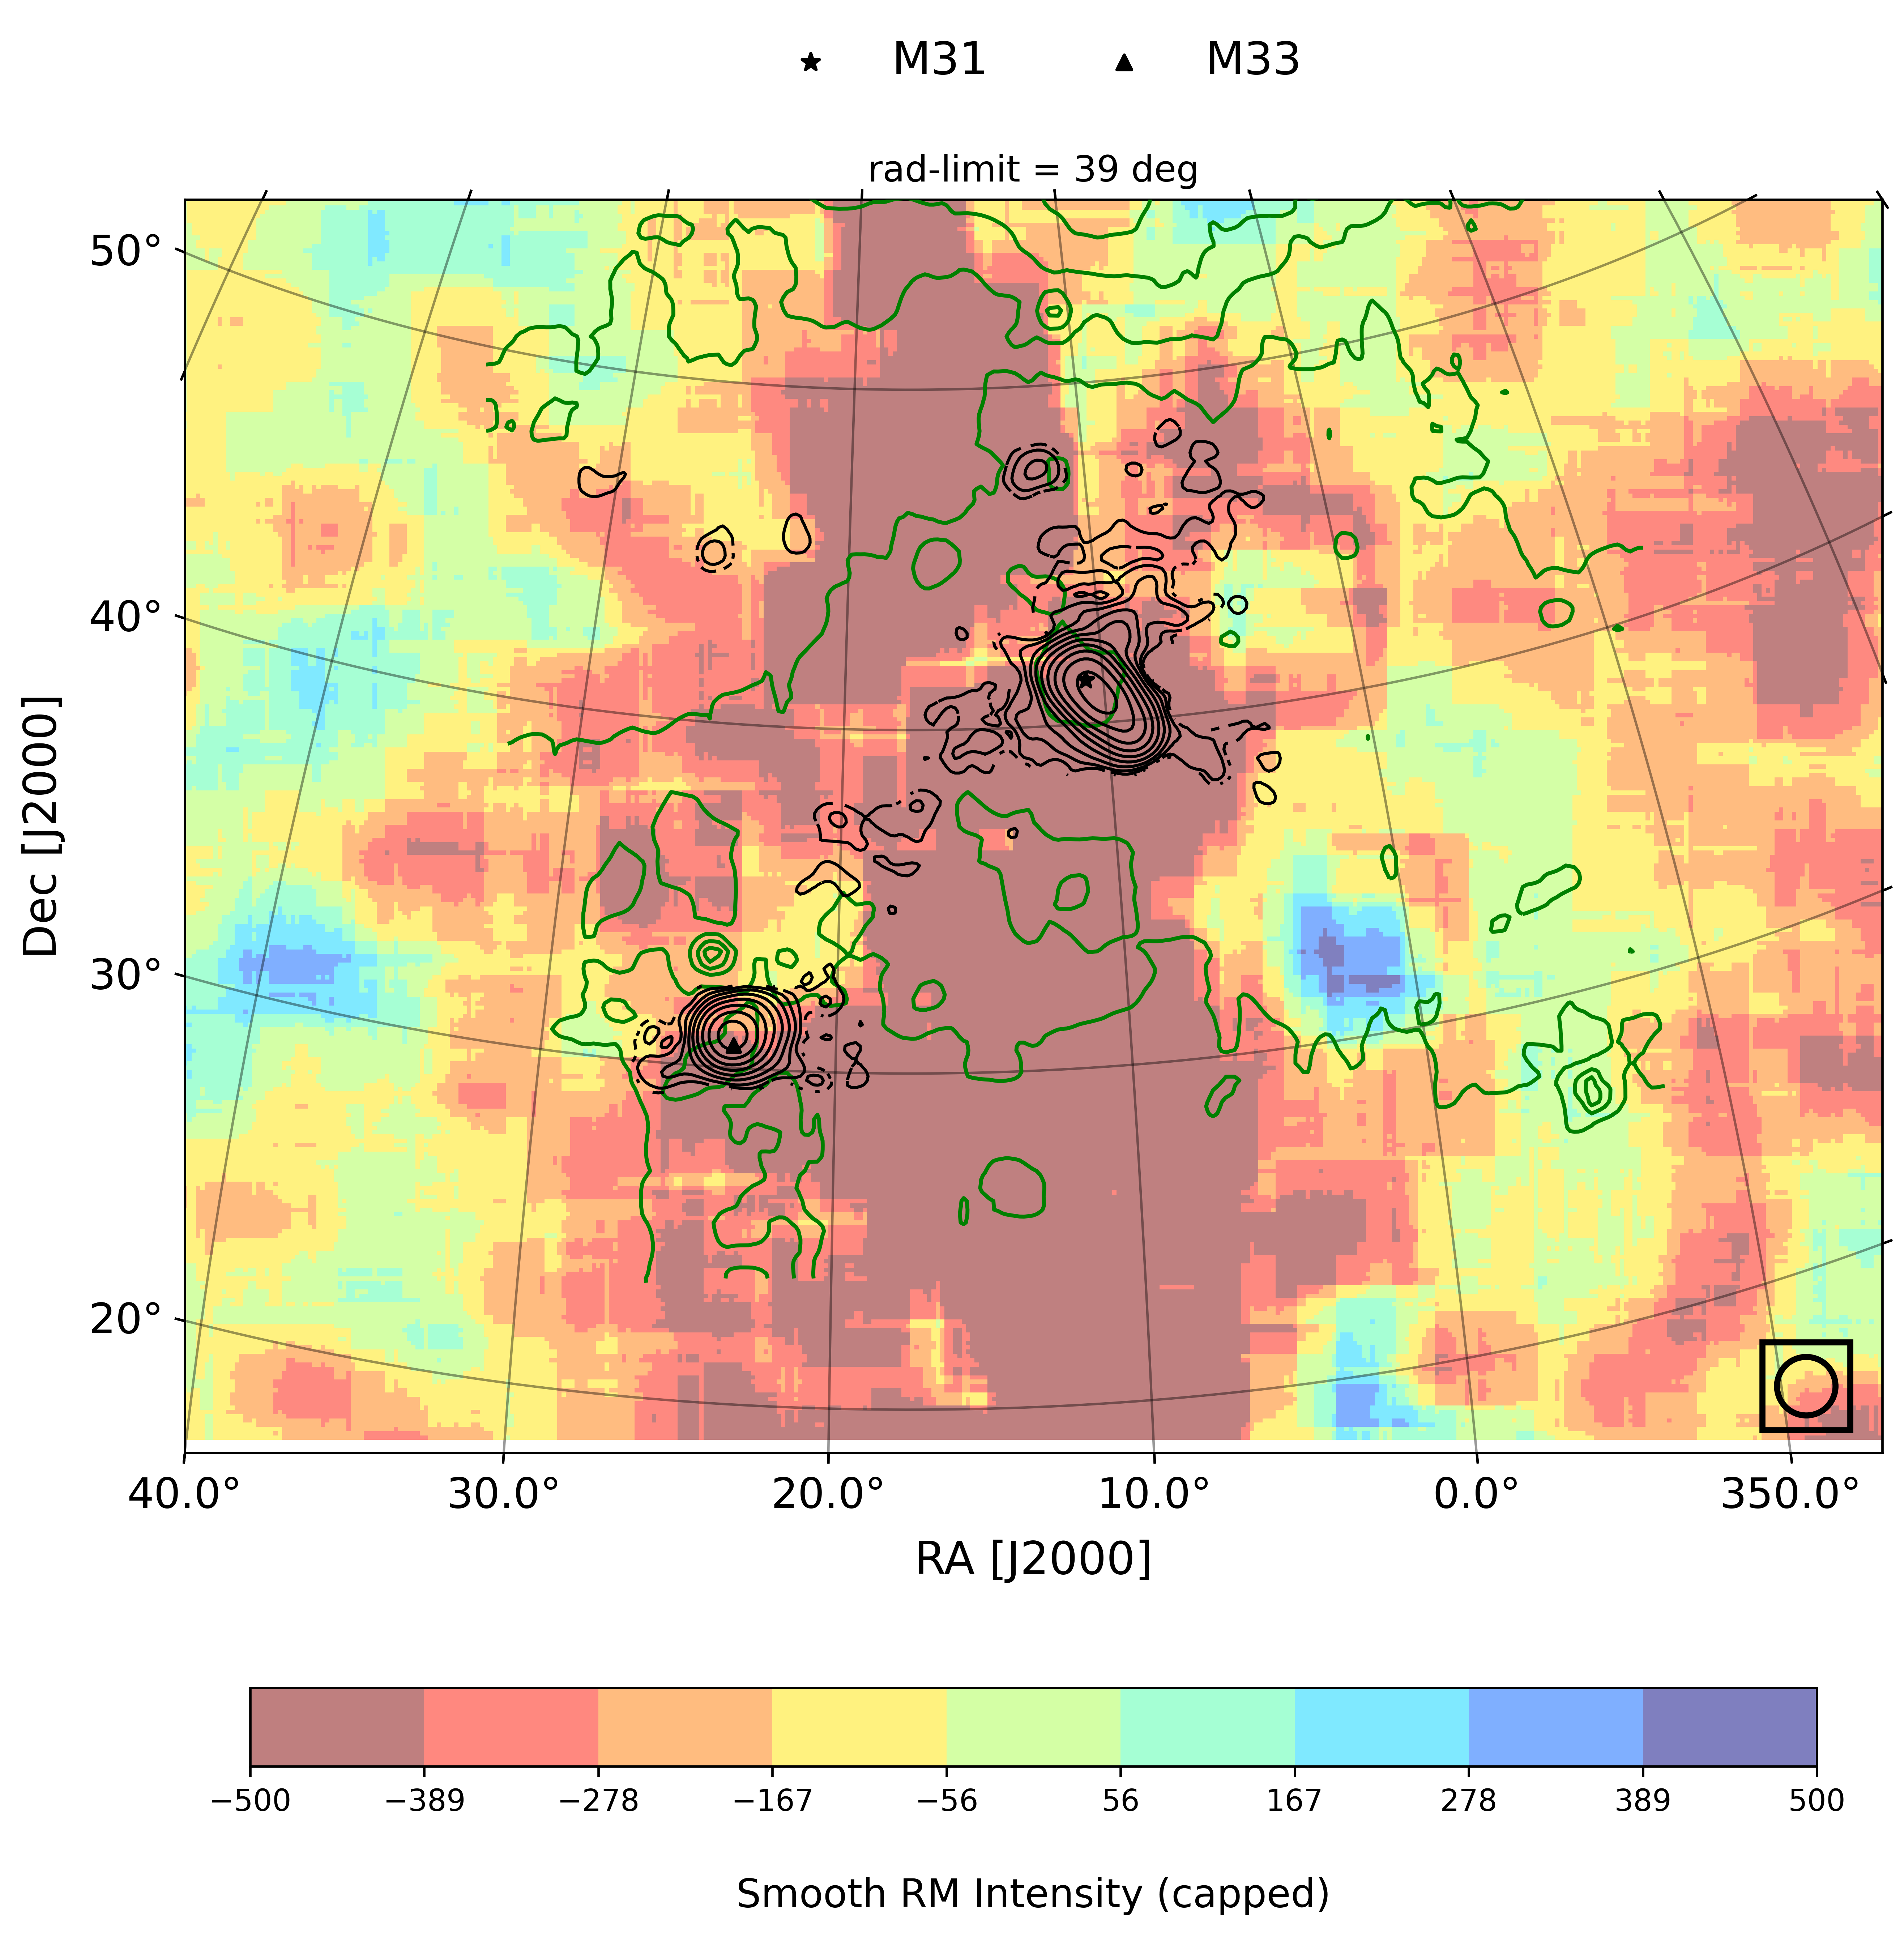 ★ M31 ▲ M33
rad-limit = 39 deg
50°
40°
30°
20°
Dec [J2000]
40.0° 30.0° 20.0° 10.0° 0.0° 350.0°
RA [J2000]
−500 −389 −278 −167 −56 56 167 278 389 500
Smooth RM Intensity (capped)